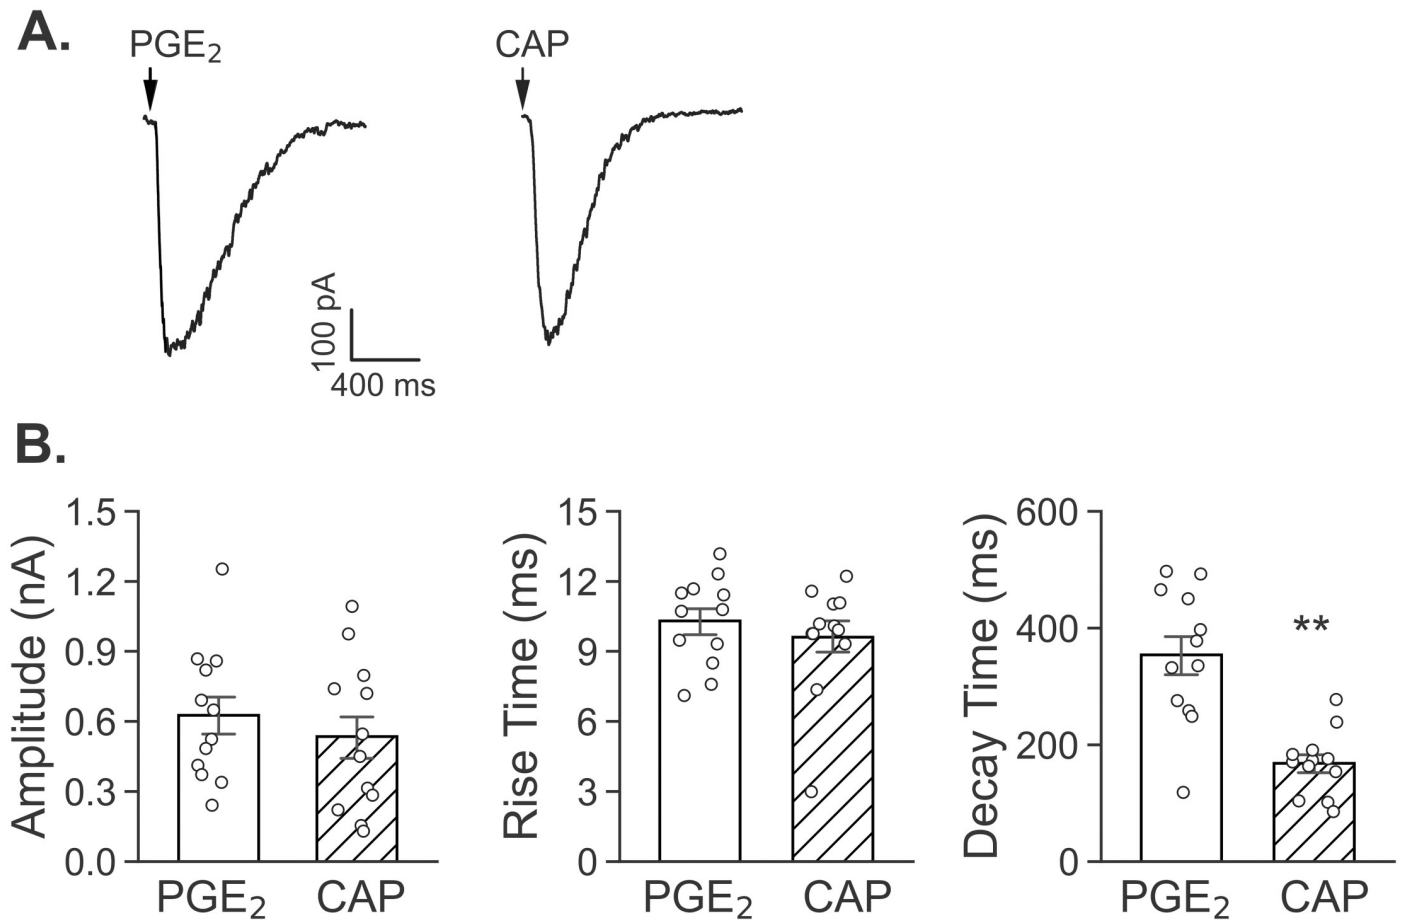 A.
PGE₂
CAP
100 pA
400 ms
B.
Amplitude (nA)
1.5
1.2
0.9
0.6
0.3
0.0
PGE₂
CAP
Rise Time (ms)
15
12
9
6
3
0
PGE₂
CAP
Decay Time (ms)
600
400
200
0
**
PGE₂
CAP